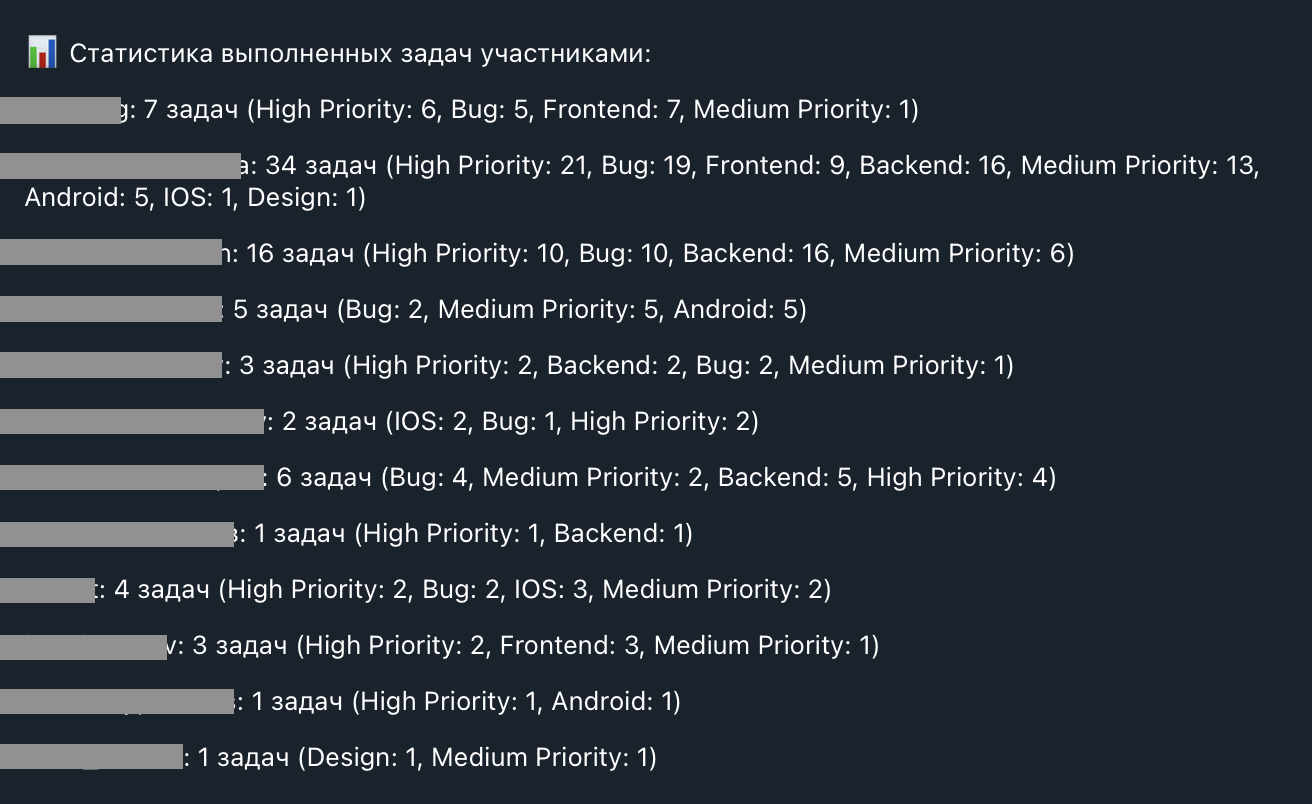 📊 Статистика выполненных задач участниками:
g: 7 задач (High Priority: 6, Bug: 5, Frontend: 7, Medium Priority: 1)
a: 34 задач (High Priority: 21, Bug: 19, Frontend: 9, Backend: 16, Medium Priority: 13,
Android: 5, IOS: 1, Design: 1)
n: 16 задач (High Priority: 10, Bug: 10, Backend: 16, Medium Priority: 6)
: 5 задач (Bug: 2, Medium Priority: 5, Android: 5)
: 3 задач (High Priority: 2, Backend: 2, Bug: 2, Medium Priority: 1)
: 2 задач (IOS: 2, Bug: 1, High Priority: 2)
: 6 задач (Bug: 4, Medium Priority: 2, Backend: 5, High Priority: 4)
: 1 задач (High Priority: 1, Backend: 1)
t: 4 задач (High Priority: 2, Bug: 2, IOS: 3, Medium Priority: 2)
v: 3 задач (High Priority: 2, Frontend: 3, Medium Priority: 1)
: 1 задач (High Priority: 1, Android: 1)
: 1 задач (Design: 1, Medium Priority: 1)